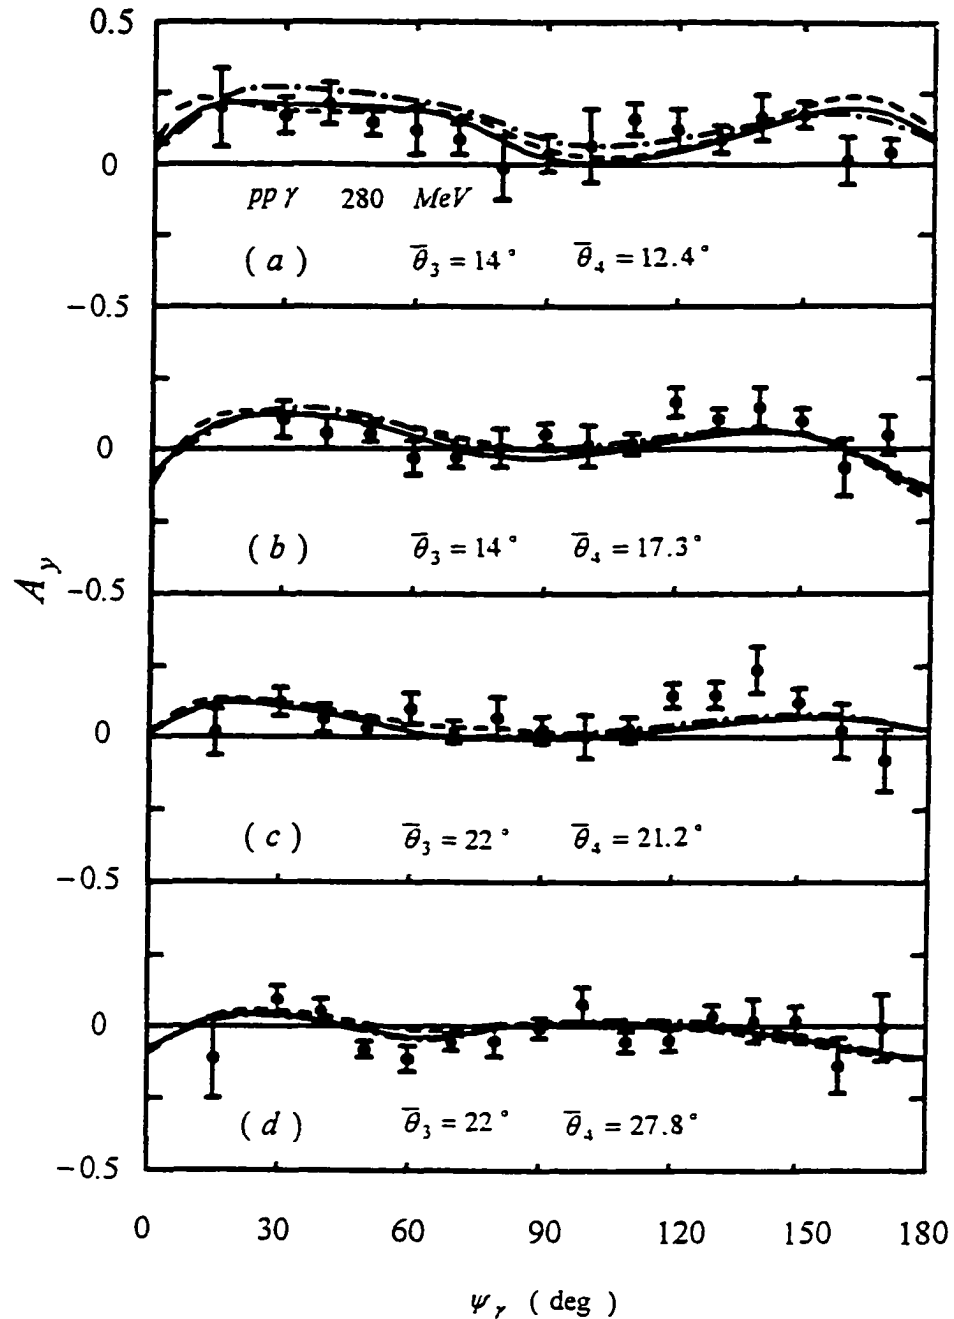 0.5
0
pp γ 280 MeV
(a) θ̄₃ = 14° θ̄₄ = 12.4°
−0.5
0
(b) θ̄₃ = 14° θ̄₄ = 17.3°
A_y
−0.5
0
(c) θ̄₃ = 22° θ̄₄ = 21.2°
−0.5
0
(d) θ̄₃ = 22° θ̄₄ = 27.8°
−0.5
0 30 60 90 120 150 180
ψ_γ (deg)